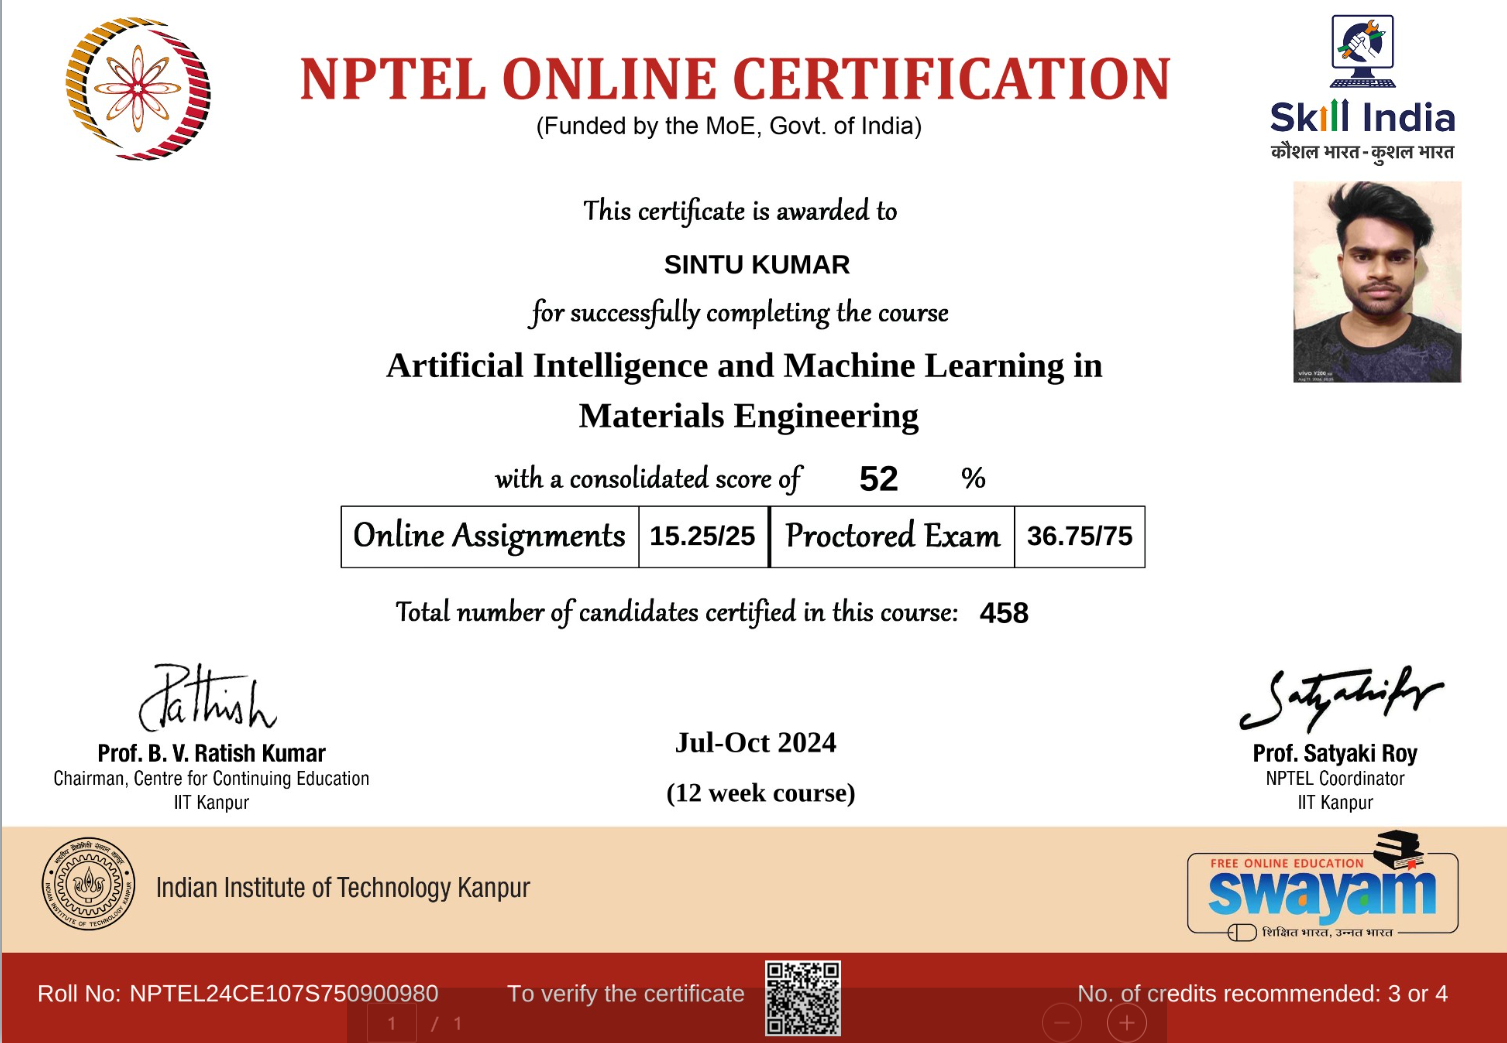 NPTEL ONLINE CERTIFICATION
(Funded by the MoE, Govt. of India)
Skill India
कौशल भारत - कुशल भारत
This certificate is awarded to
SINTU KUMAR
for successfully completing the course
Artificial Intelligence and Machine Learning in
Materials Engineering
with a consolidated score of 52 %
Online Assignments 15.25/25 Proctored Exam 36.75/75
Total number of candidates certified in this course: 458
Prof. B. V. Ratish Kumar
Chairman, Centre for Continuing Education
IIT Kanpur
Jul-Oct 2024
(12 week course)
Prof. Satyaki Roy
NPTEL Coordinator
IIT Kanpur
Indian Institute of Technology Kanpur
FREE ONLINE EDUCATION
swayam
शिक्षित भारत, उन्नत भारत
Roll No: NPTEL24CE107S750900980
To verify the certificate
No. of credits recommended: 3 or 4
1 / 1